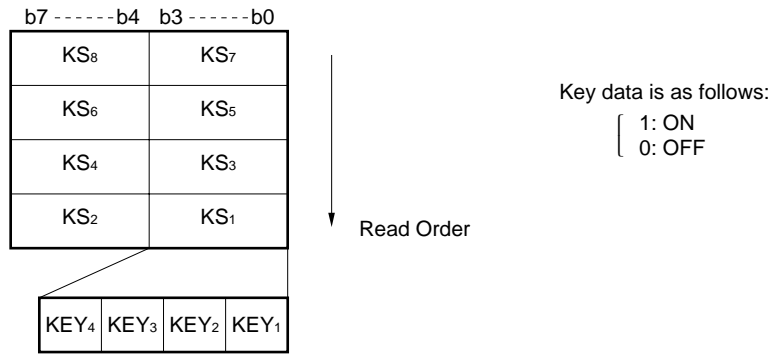 b7 ------b4 b3 ------b0
KS₈ KS₇
KS₆ KS₅
KS₄ KS₃
KS₂ KS₁
Read Order
KEY₄ KEY₃ KEY₂ KEY₁
Key data is as follows:
1: ON
0: OFF